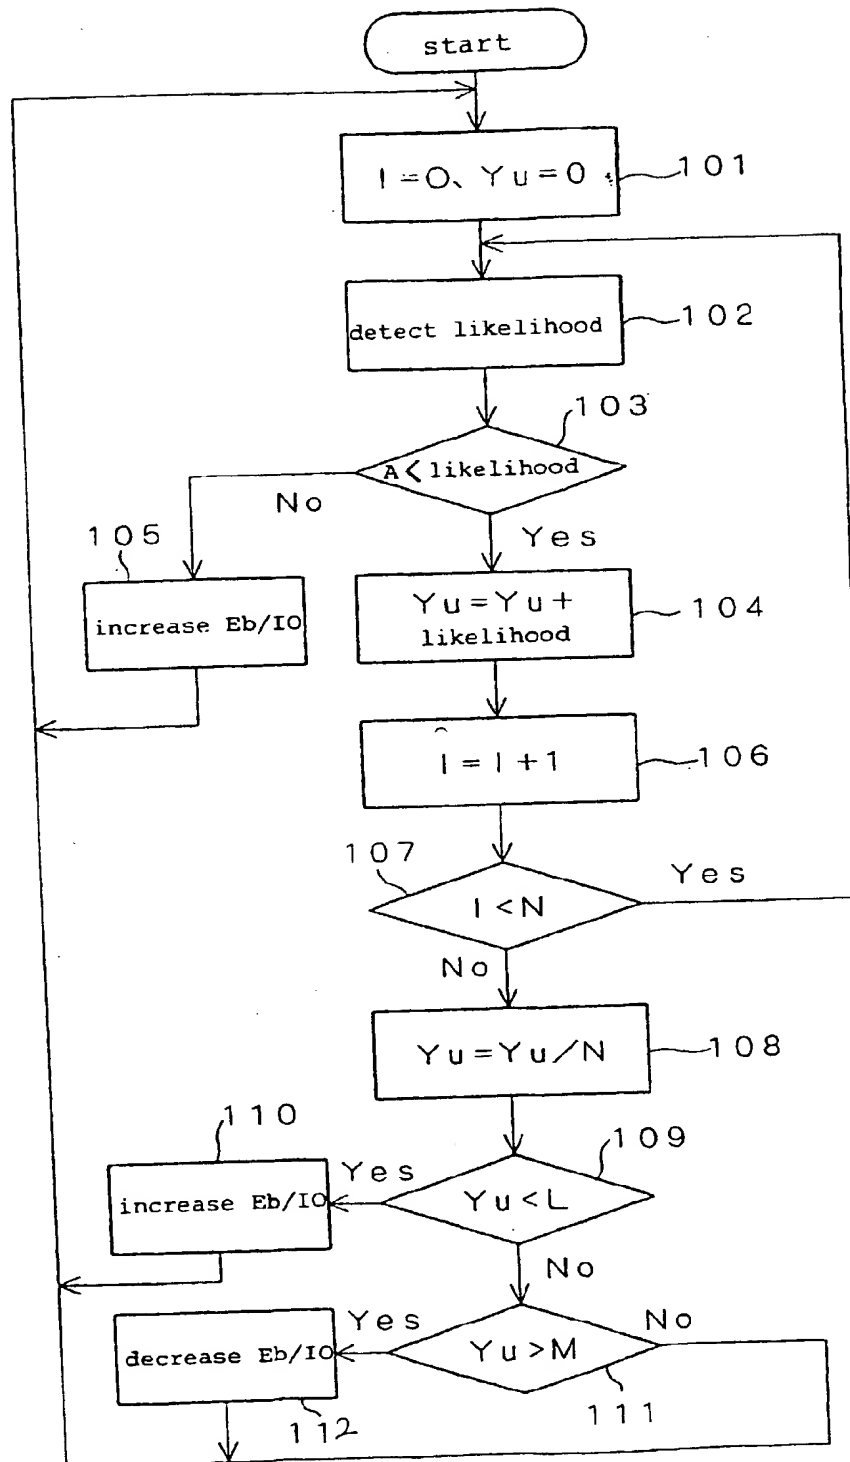 start
I=0、Yu=0
101
detect likelihood
102
103
A<likelihood
No
Yes
105
increase Eb/IO
Yu=Yu+
likelihood
104
I=I+1
106
107
I<N
Yes
No
Yu=Yu/N
108
110
109
increase Eb/IO
Yes
Yu<L
No
decrease Eb/IO
Yes
Yu>M
No
111
112